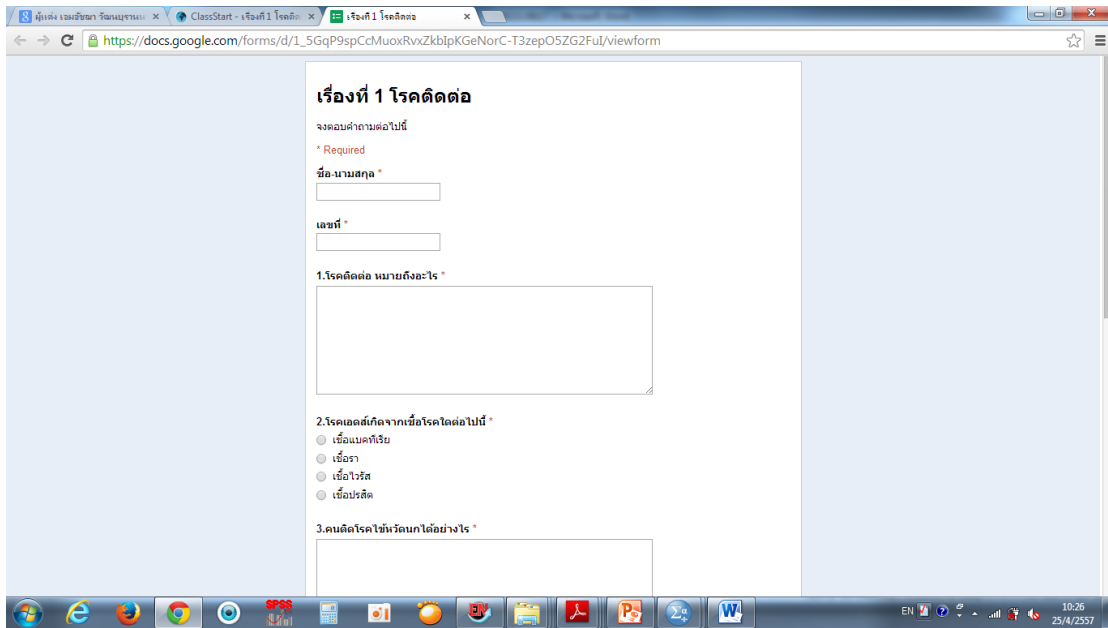 ผู้แต่ง เอมอัชฌา วัฒนบุรานนท์
ClassStart - เรื่องที่1 โรคติด
เรื่องที่1 โรคติดต่อ
https://docs.google.com/forms/d/1_5GqP9spCcMuoxRvxZkbIpKGeNorC-T3zepO5ZG2FuI/viewform
เรื่องที่ 1 โรคติดต่อ
จงตอบคำถามต่อไปนี้
* Required
ชื่อ-นามสกุล *
เลขที่ *
1.โรคติดต่อ หมายถึงอะไร *
2.โรคเอดส์เกิดจากเชื้อโรคใดต่อไปนี้ *
เชื้อแบคทีเรีย
เชื้อรา
เชื้อไวรัส
เชื้อปรสิต
3.คนติดโรคไข้หวัดนกได้อย่างไร *
SPSS
EN
10:26
25/4/2557